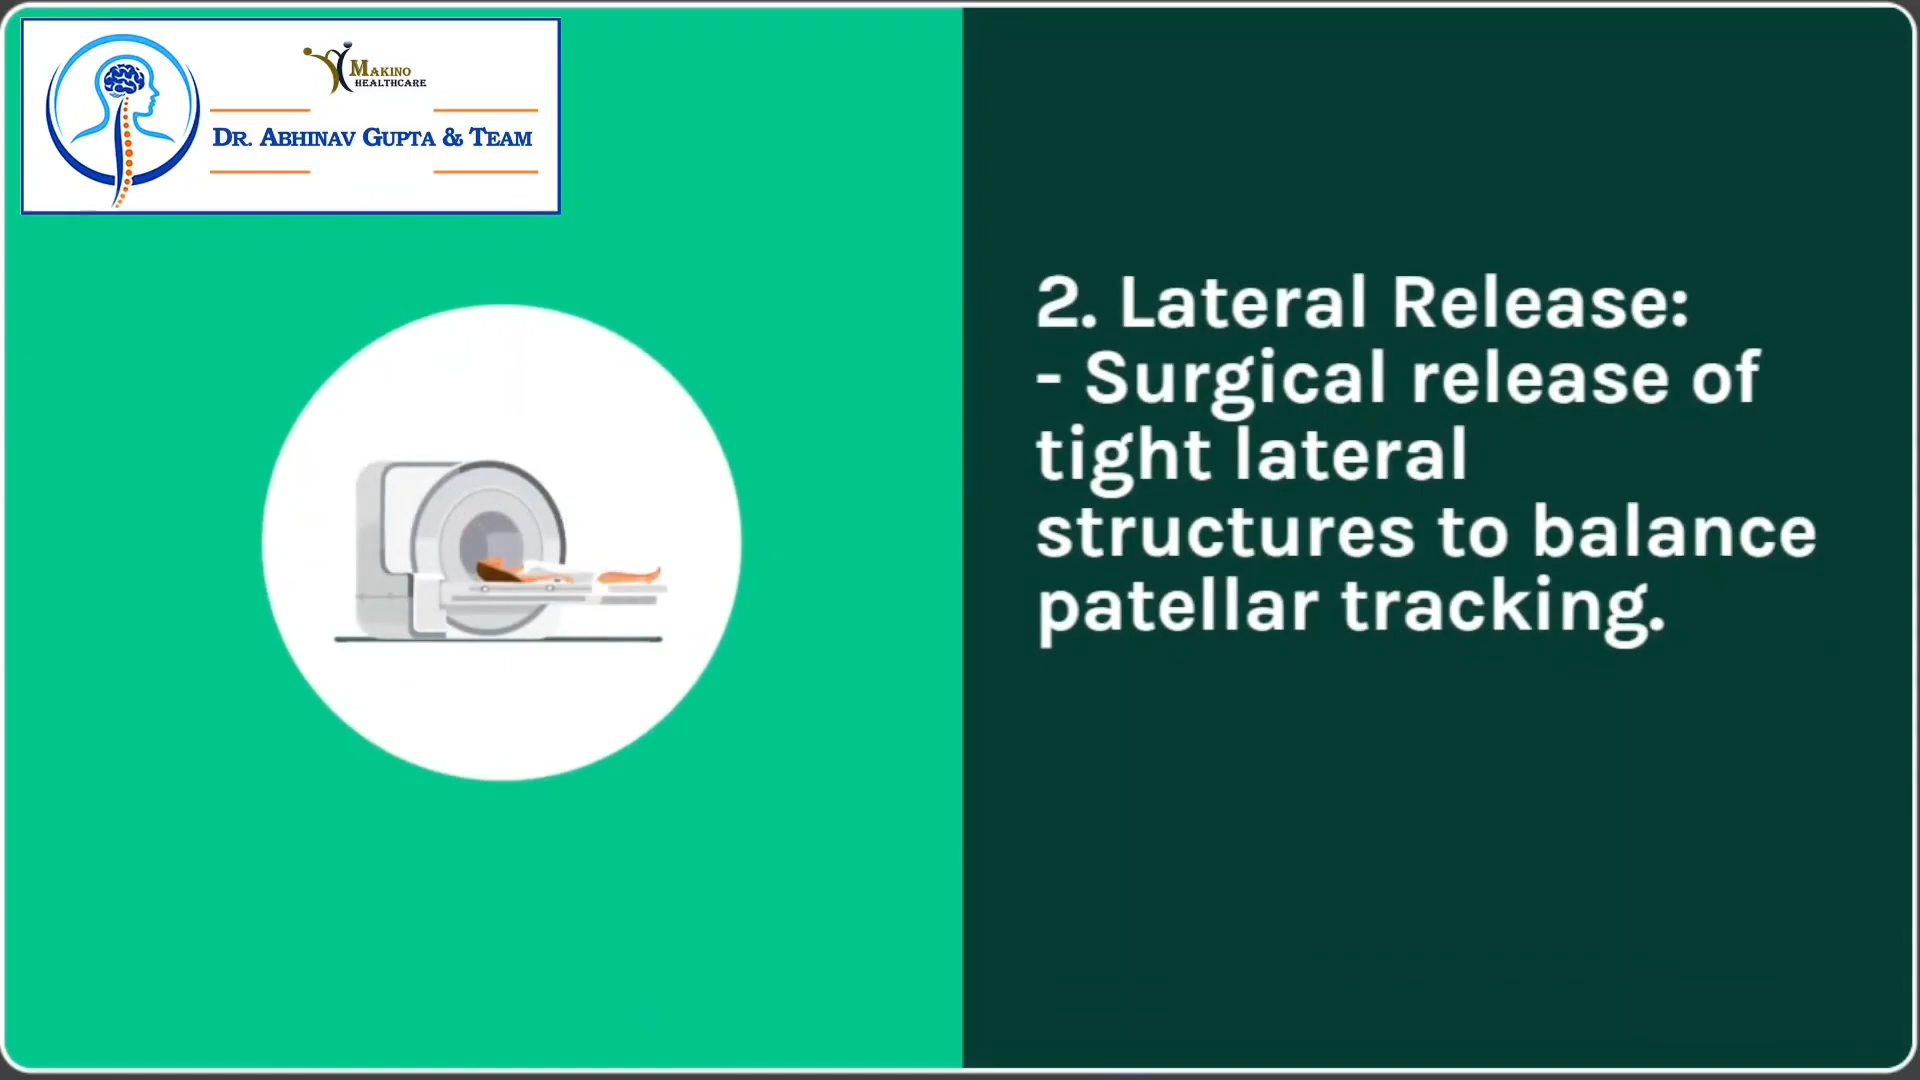 MAKINO
HEALTHCARE
DR. ABHINAV GUPTA & TEAM
2. Lateral Release:
- Surgical release of
tight lateral
structures to balance
patellar tracking.